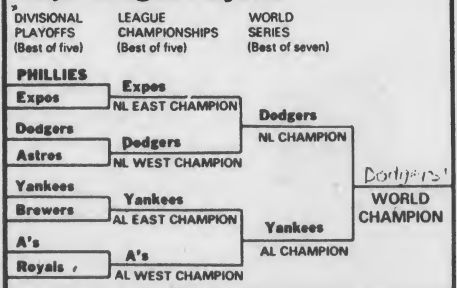 DIVISIONAL PLAYOFFS (Best of five)
LEAGUE CHAMPIONSHIPS (Best of five)
WORLD SERIES (Best of seven)
PHILLIES
Expos
Expos
NL EAST CHAMPION
Dodgers
Astros
Dodgers
NL WEST CHAMPION
Dodgers
NL CHAMPION
Yankees
Brewers
Yankees
AL EAST CHAMPION
A's
Royals
A's
AL WEST CHAMPION
Yankees
AL CHAMPION
Dodgers!
WORLD CHAMPION